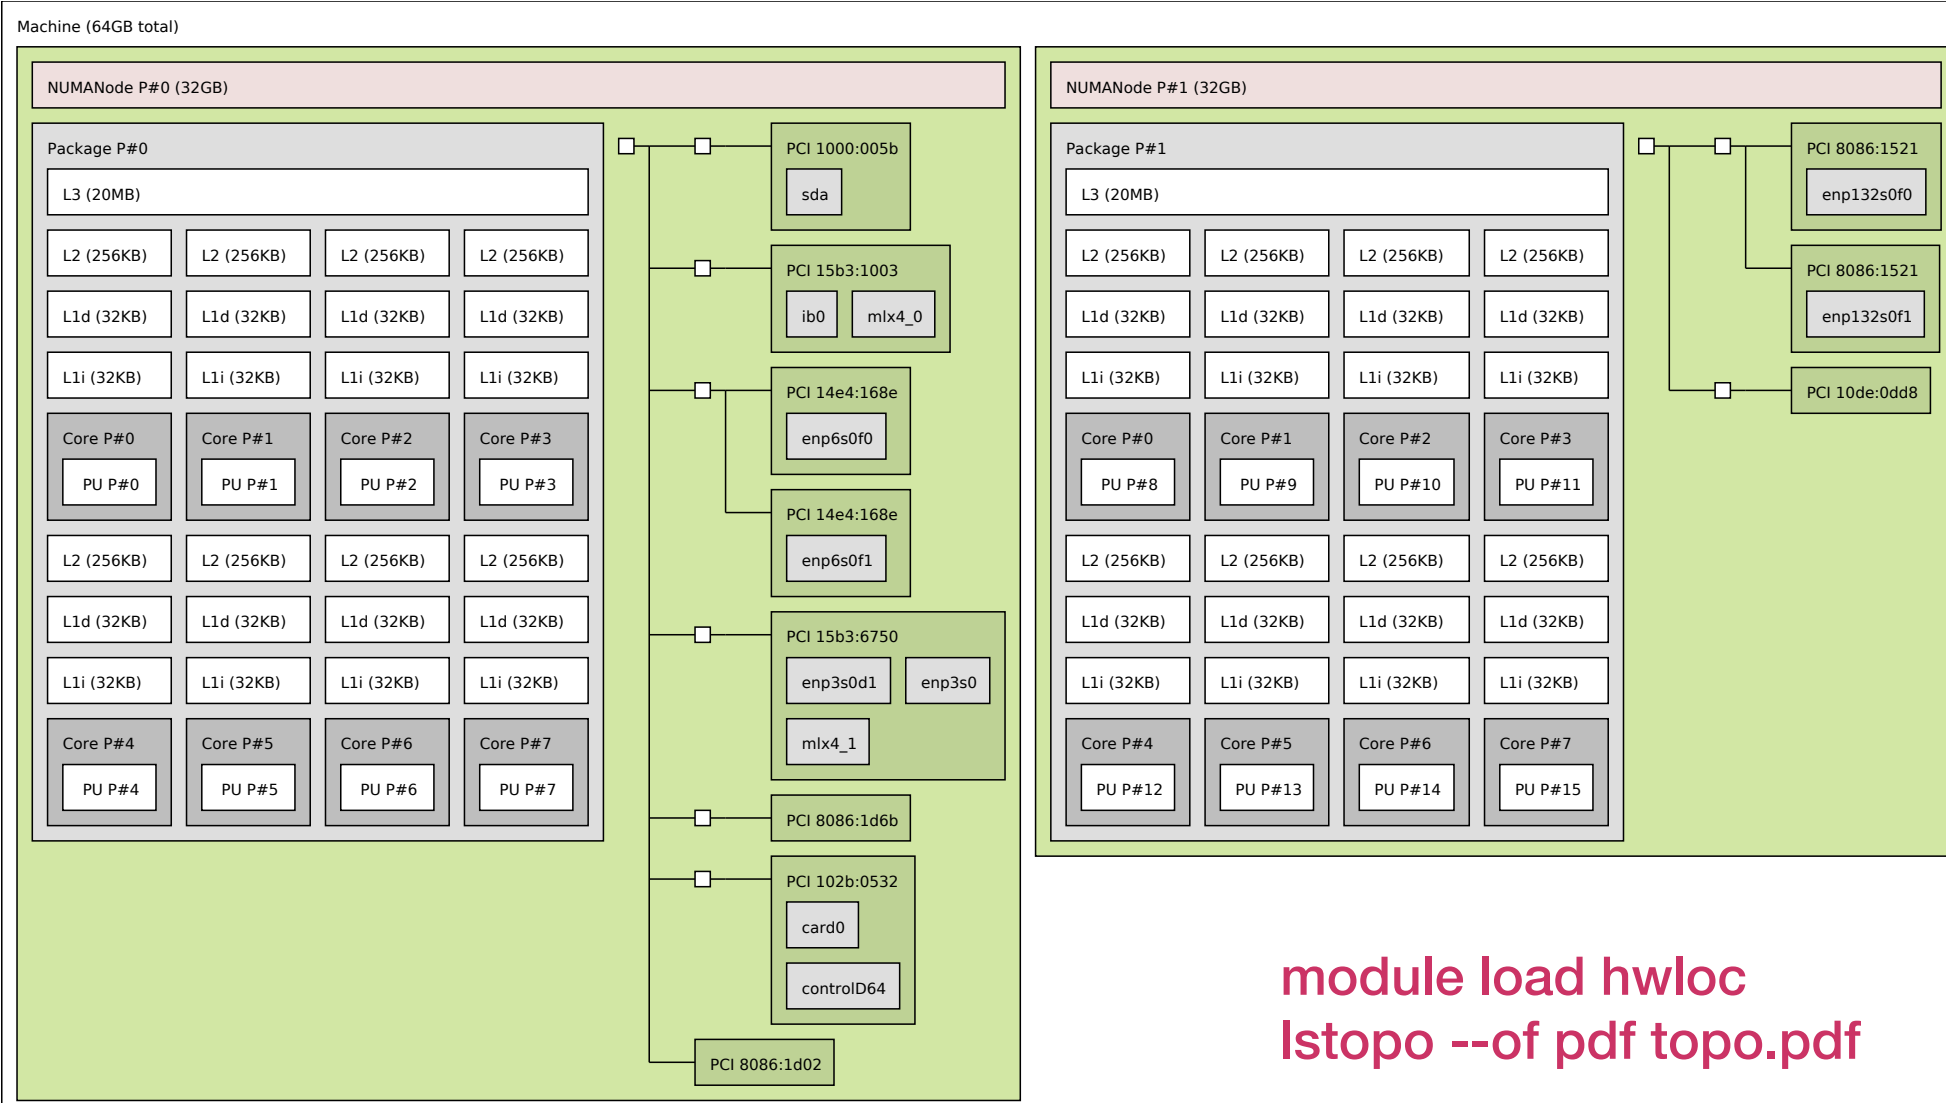 Machine (64GB total)
NUMANode P#0 (32GB)
Package P#0
L3 (20MB)
L2 (256KB) L2 (256KB) L2 (256KB) L2 (256KB)
L1d (32KB) L1d (32KB) L1d (32KB) L1d (32KB)
L1i (32KB) L1i (32KB) L1i (32KB) L1i (32KB)
Core P#0 Core P#1 Core P#2 Core P#3
PU P#0 PU P#1 PU P#2 PU P#3
L2 (256KB) L2 (256KB) L2 (256KB) L2 (256KB)
L1d (32KB) L1d (32KB) L1d (32KB) L1d (32KB)
L1i (32KB) L1i (32KB) L1i (32KB) L1i (32KB)
Core P#4 Core P#5 Core P#6 Core P#7
PU P#4 PU P#5 PU P#6 PU P#7
PCI 1000:005b
sda
PCI 15b3:1003
ib0 mlx4_0
PCI 14e4:168e
enp6s0f0
PCI 14e4:168e
enp6s0f1
PCI 15b3:6750
enp3s0d1 enp3s0
mlx4_1
PCI 8086:1d6b
PCI 102b:0532
card0
controlD64
PCI 8086:1d02
NUMANode P#1 (32GB)
Package P#1
L3 (20MB)
L2 (256KB) L2 (256KB) L2 (256KB) L2 (256KB)
L1d (32KB) L1d (32KB) L1d (32KB) L1d (32KB)
L1i (32KB) L1i (32KB) L1i (32KB) L1i (32KB)
Core P#0 Core P#1 Core P#2 Core P#3
PU P#8 PU P#9 PU P#10 PU P#11
L2 (256KB) L2 (256KB) L2 (256KB) L2 (256KB)
L1d (32KB) L1d (32KB) L1d (32KB) L1d (32KB)
L1i (32KB) L1i (32KB) L1i (32KB) L1i (32KB)
Core P#4 Core P#5 Core P#6 Core P#7
PU P#12 PU P#13 PU P#14 PU P#15
PCI 8086:1521
enp132s0f0
PCI 8086:1521
enp132s0f1
PCI 10de:0dd8
module load hwloc
lstopo --of pdf topo.pdf